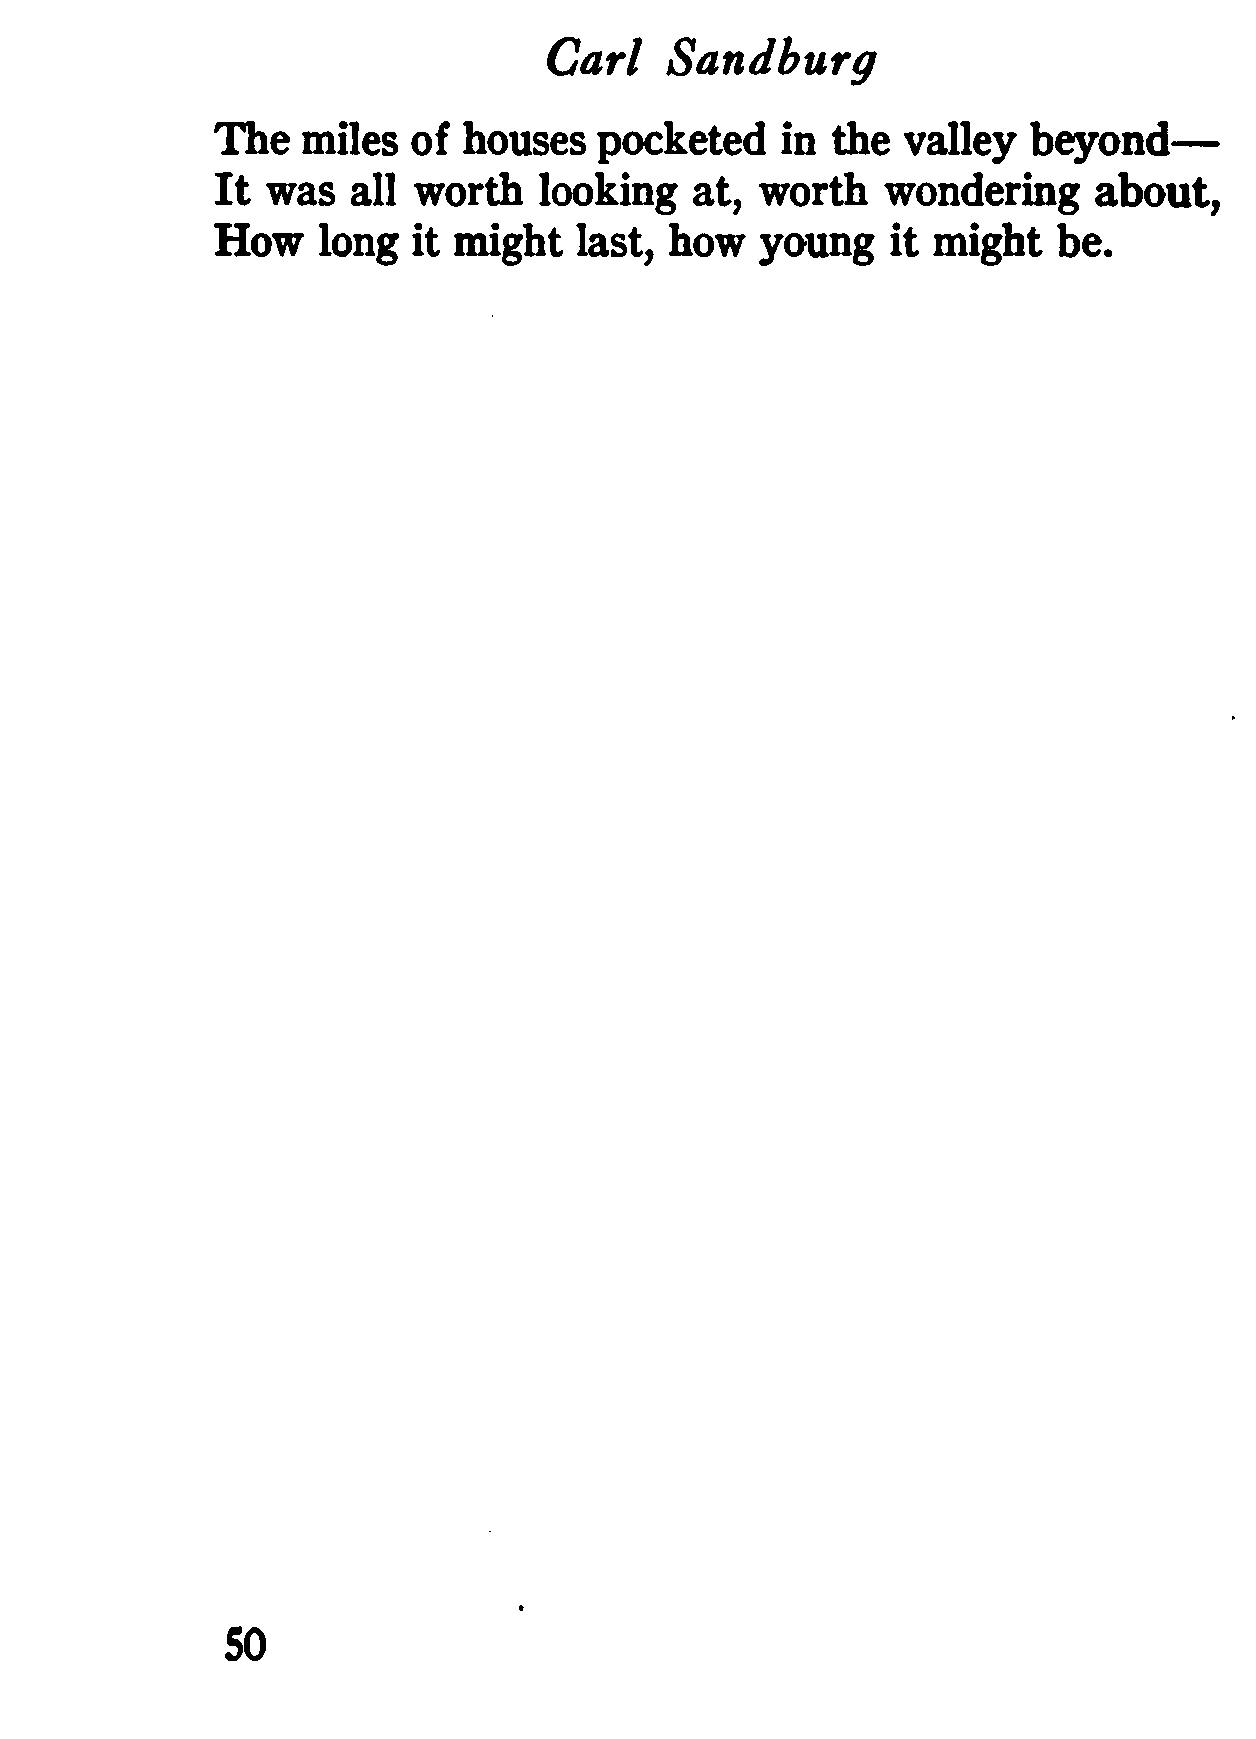 Carl Sandburg
The miles of houses pocketed in the valley beyond—
It was all worth looking at, worth wondering about,
How long it might last, how young it might be.
50